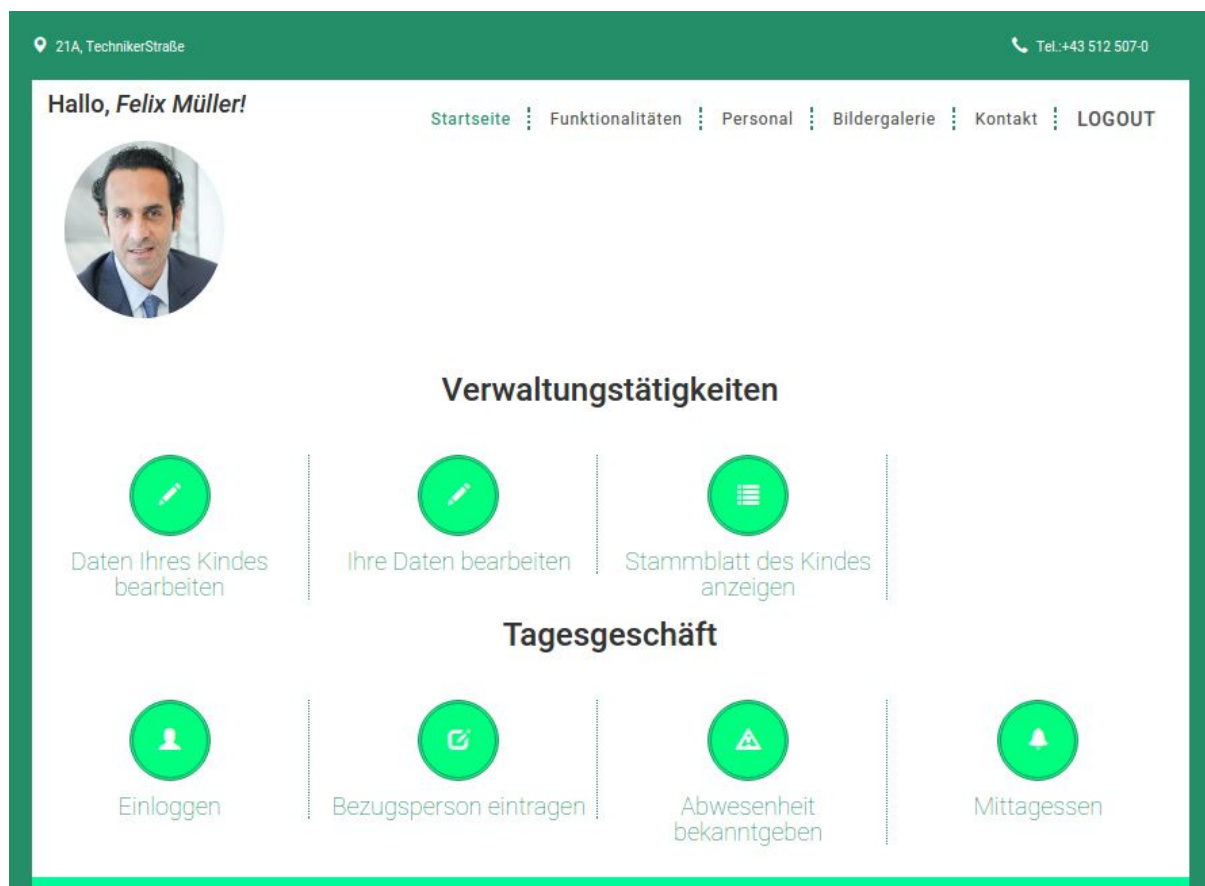 21A, TechnikerStraße
Tel.:+43 512 507-0
Hallo, Felix Müller!
Startseite
Funktionalitäten
Personal
Bildergalerie
Kontakt
LOGOUT
Verwaltungstätigkeiten
Daten Ihres Kindes
bearbeiten
Ihre Daten bearbeiten
Stammblatt des Kindes
anzeigen
Tagesgeschäft
Einloggen
Bezugsperson eintragen
Abwesenheit
bekanntgeben
Mittagessen